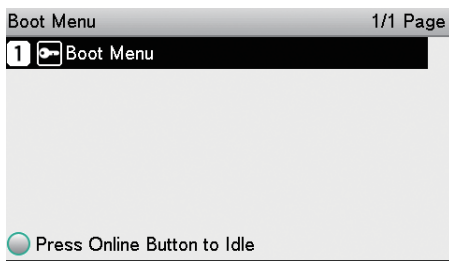 Boot Menu 1/1 Page
1 Boot Menu
Press Online Button to Idle